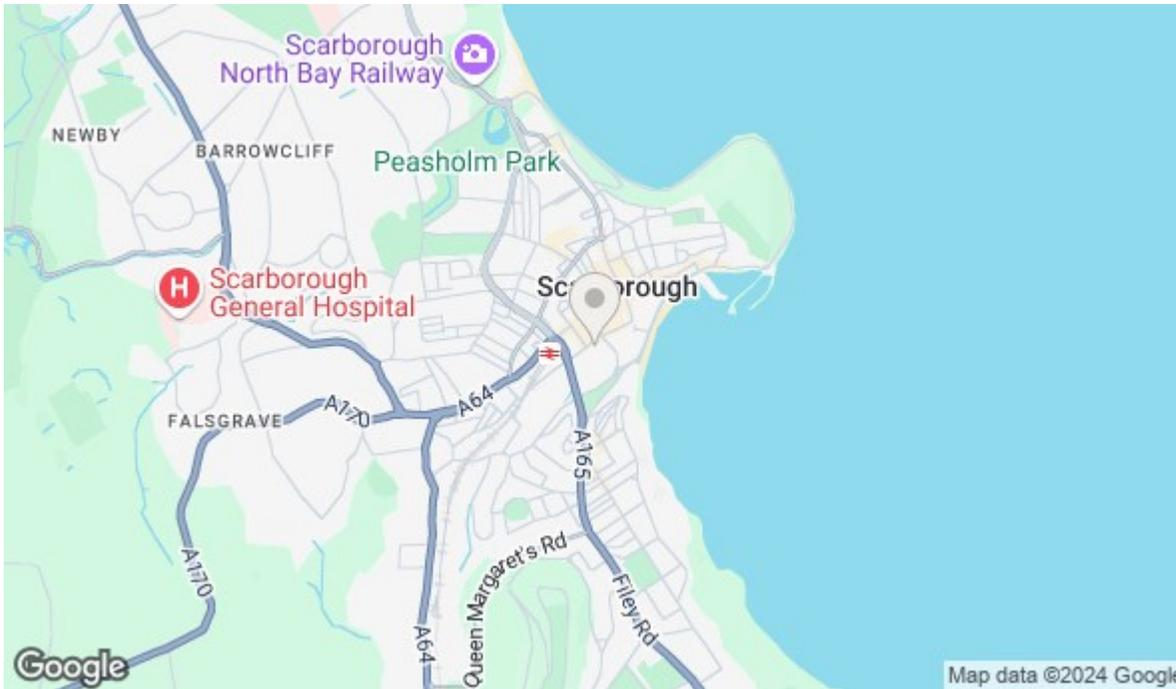 Scarborough
North Bay Railway
NEWBY
BARROWCLIFF
Peasholm Park
H
Scarborough
General Hospital
FALSGRAVE
A170
A64
A165
A170
A64
Queen Margaret's Rd
Filey Rd
Google
Map data ©2024 Google